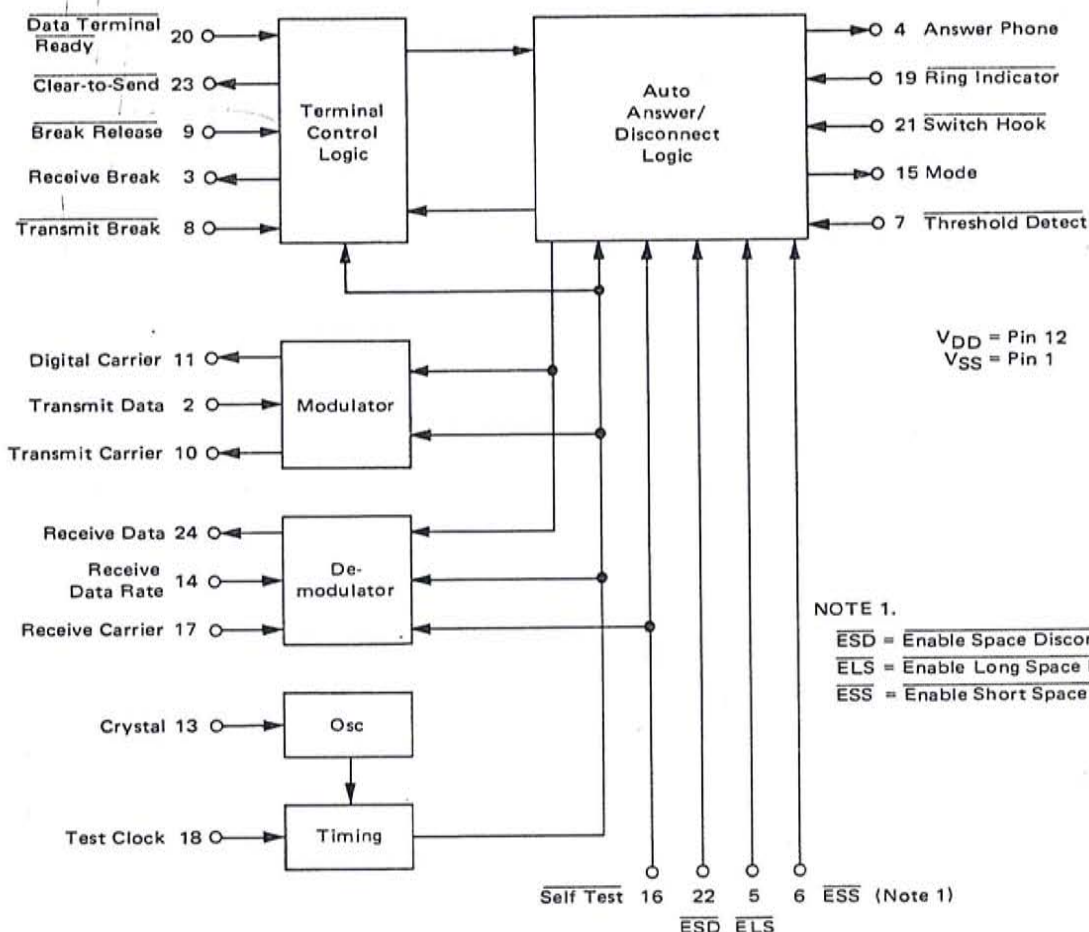 Data Terminal
Ready
20
Clear-to-Send 23
Break Release 9
Receive Break 3
Transmit Break 8
Terminal
Control
Logic
Auto
Answer/
Disconnect
Logic
4 Answer Phone
19 Ring Indicator
21 Switch Hook
15 Mode
7 Threshold Detect
VDD = Pin 12
VSS = Pin 1
Digital Carrier 11
Transmit Data 2
Transmit Carrier 10
Modulator
Receive Data 24
Receive
Data Rate
14
Receive Carrier 17
De-
modulator
NOTE 1.
ESD = Enable Space
ELS = Enable Long Space
ESS = Enable Short Space
Crystal 13
Osc
Test Clock 18
Timing
Self Test 16 22 5 6 ESS (Note 1)
ESD ELS